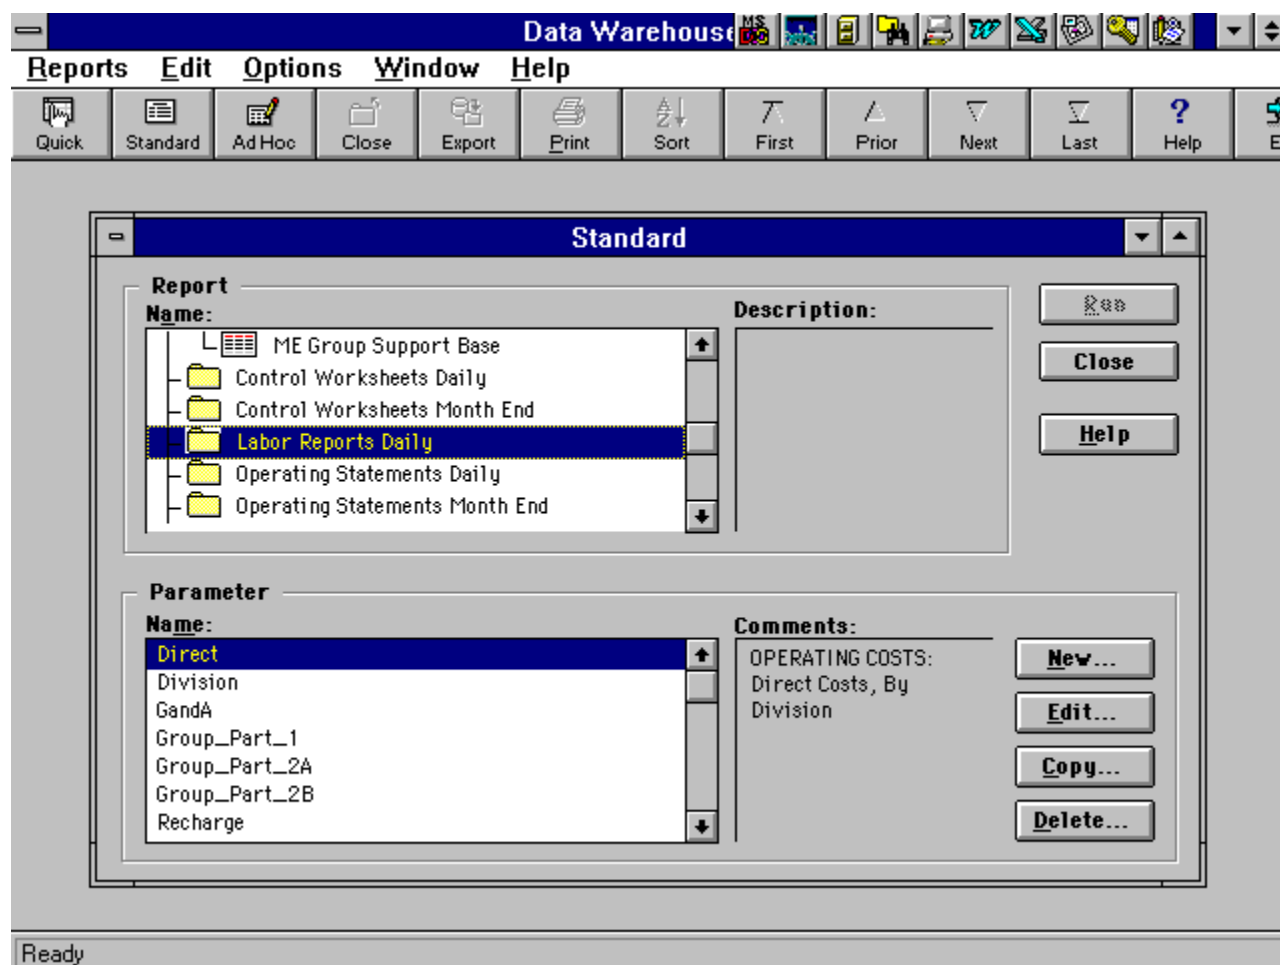 Data Warehouse
MS
DOS
Reports Edit Options Window Help
Quick Standard Ad Hoc Close Export Print Sort First Prior Next Last Help E
Standard
Report
Name:
Description:
Run
ME Group Support Base
Control Worksheets Daily
Close
Control Worksheets Month End
Labor Reports Daily
Help
Operating Statements Daily
Operating Statements Month End
Parameter
Name:
Comments:
Direct
Division
GandA
Group_Part_1
Group_Part_2A
Group_Part_2B
Recharge
OPERATING COSTS:
Direct Costs, By
Division
New...
Edit...
Copy...
Delete...
Ready